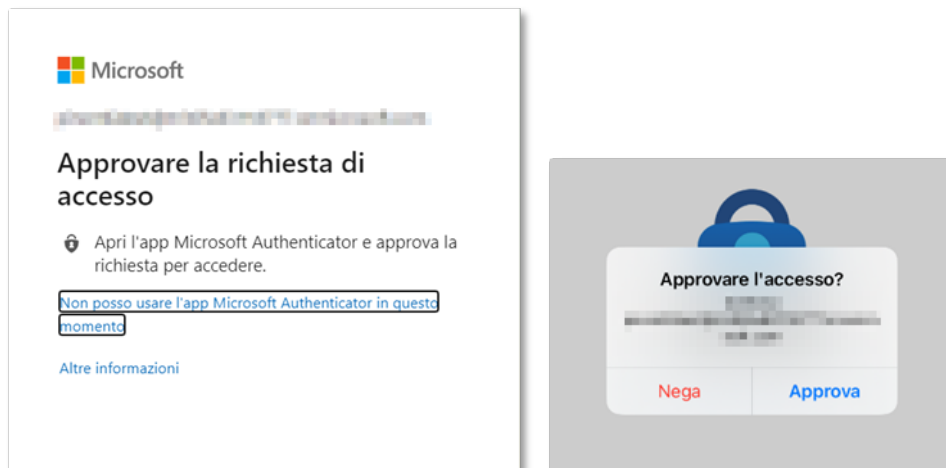 Microsoft
Approvare la richiesta di
accesso
Apri l'app Microsoft Authenticator e approva la
richiesta per accedere.
Non posso usare l'app Microsoft Authenticator in questo
momento
Altre informazioni
Approvare l'accesso?
Nega
Approva